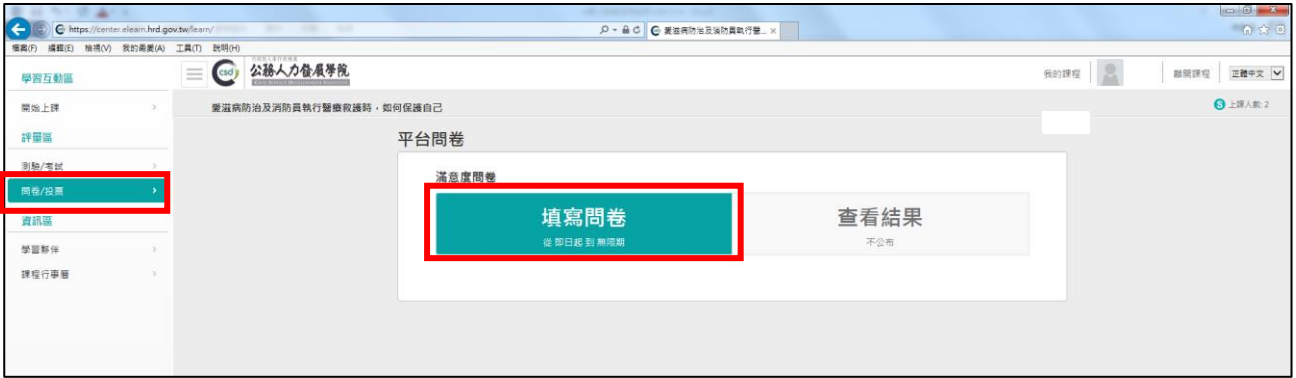 https://center.elearn.hrd.gov.tw/learn/
愛滋病防治及消防員執行醫...
檔案(F) 編輯(E) 檢視(V) 我的最愛(A) 工具(T) 說明(H)
學習互動區
csdi
公務人力發展學院
我的課程
離開課程
正體中文
開始上課
愛滋病防治及消防員執行醫療救護時，如何保護自己
S 上課人數: 2
評量區
平台問卷
測驗/考試
滿意度問卷
問卷/投票
填寫問卷
查看結果
資訊區
從 即日起 到 無限期
不公布
學習夥伴
課程行事曆